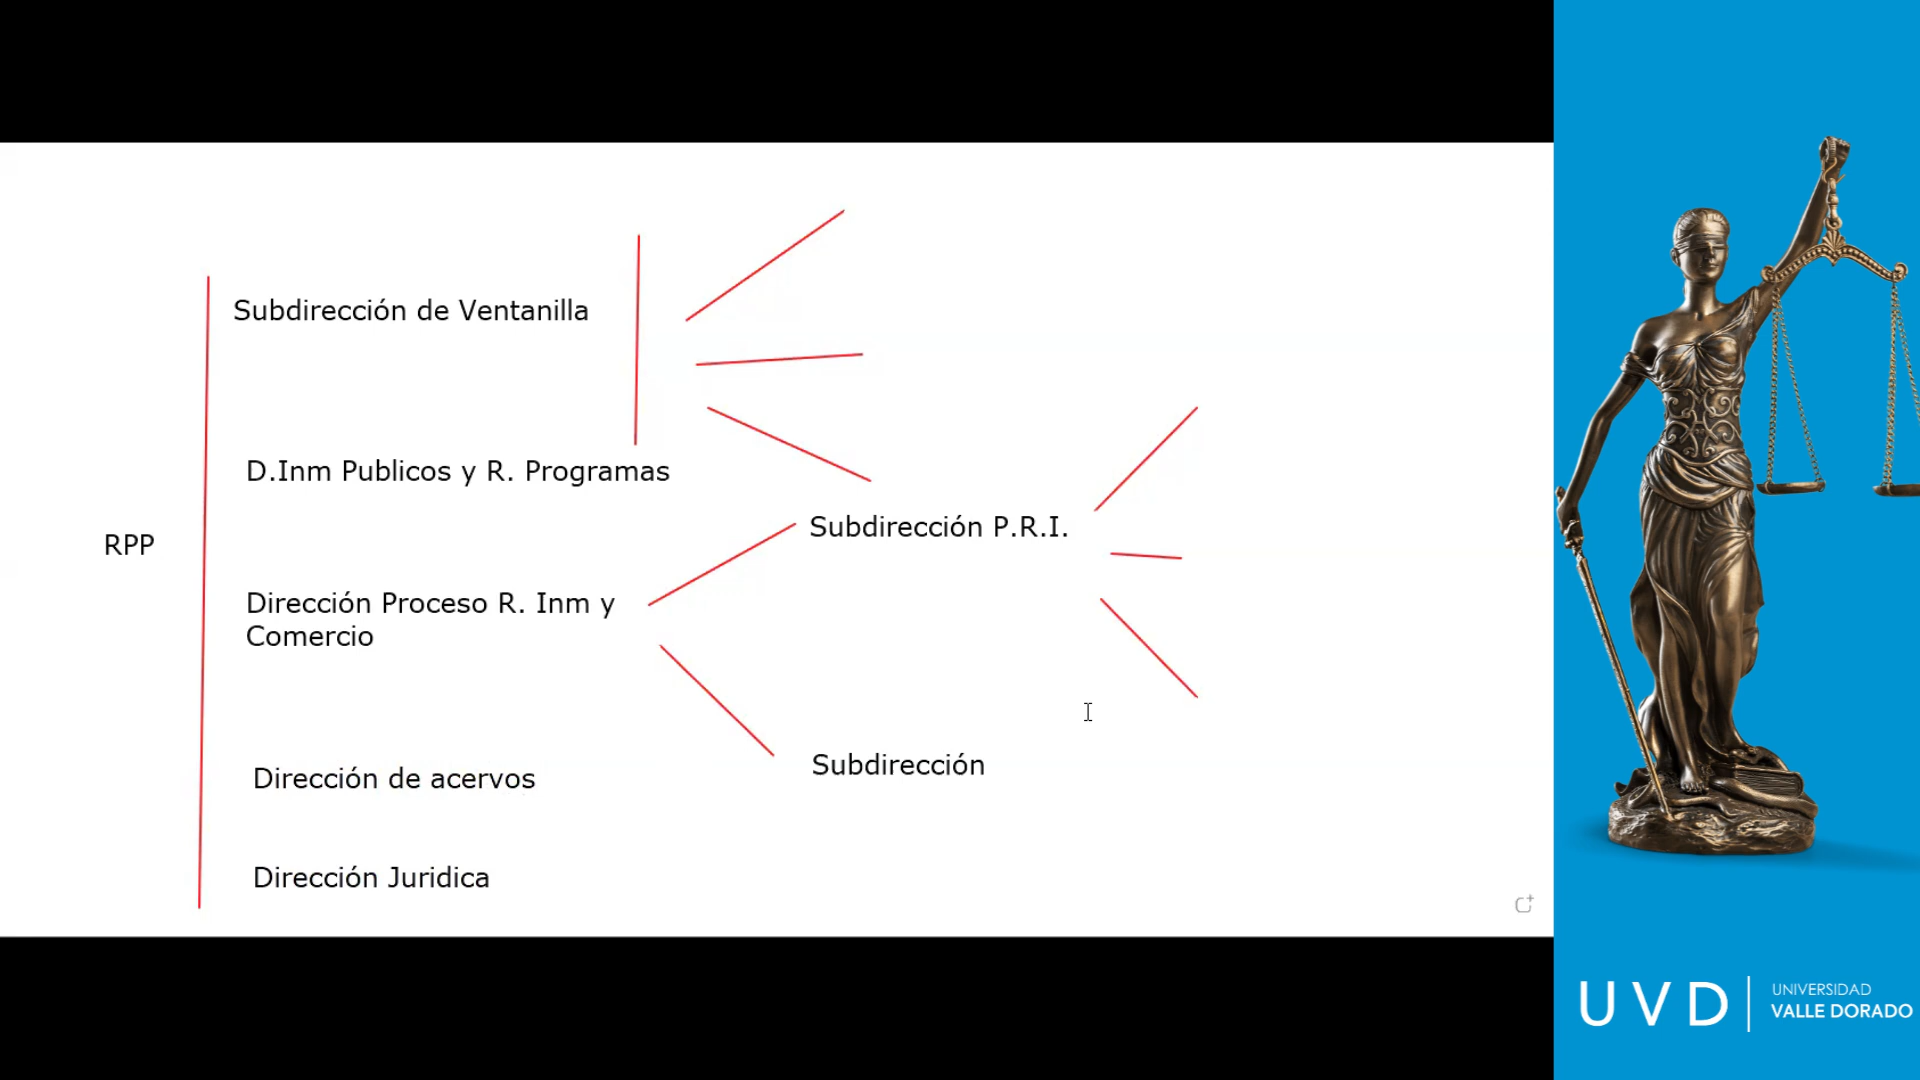 Subdirección de Ventanilla
D.Inm Publicos y R. Programas
RPP
Subdirección P.R.I.
Dirección Proceso R. Inm y
Comercio
Dirección de acervos
Subdirección
Dirección Juridica
UVD
UNIVERSIDAD
VALLE DORADO